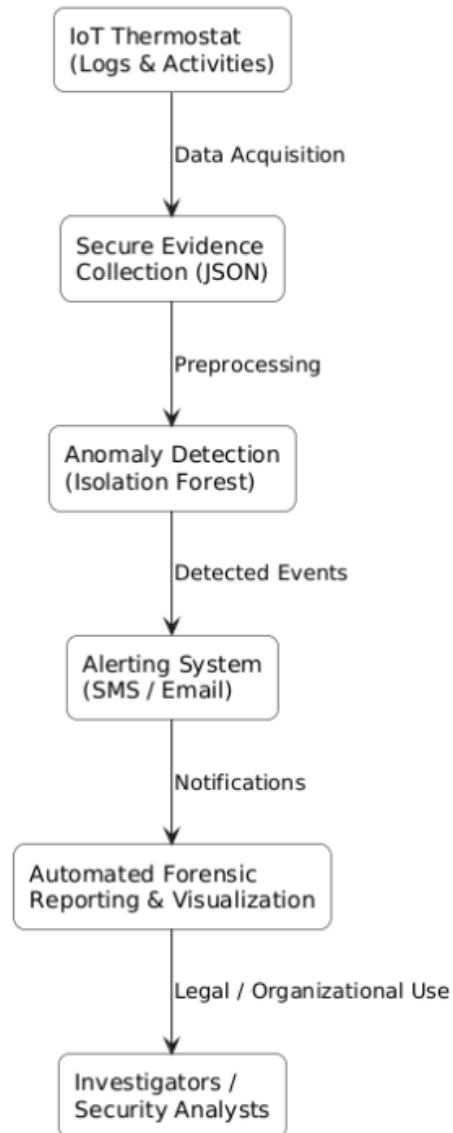 IoT Thermostat
(Logs & Activities)
Data Acquisition
Secure Evidence
Collection (JSON)
Preprocessing
Anomaly Detection
(Isolation Forest)
Detected Events
Alerting System
(SMS / Email)
Notifications
Automated Forensic
Reporting & Visualization
Legal / Organizational Use
Investigators /
Security Analysts